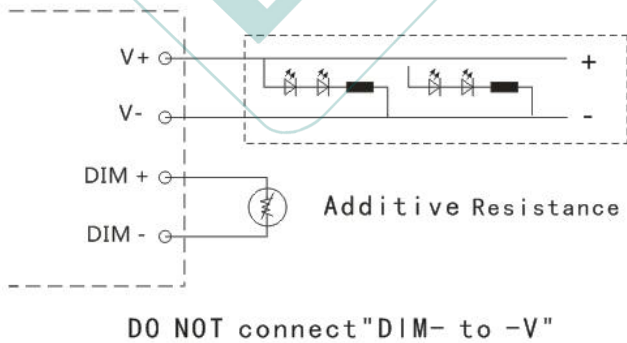 V+
+
V-
-
DIM +
Additive Resistance
DIM -
DO NOT connect"DIM- to -V"